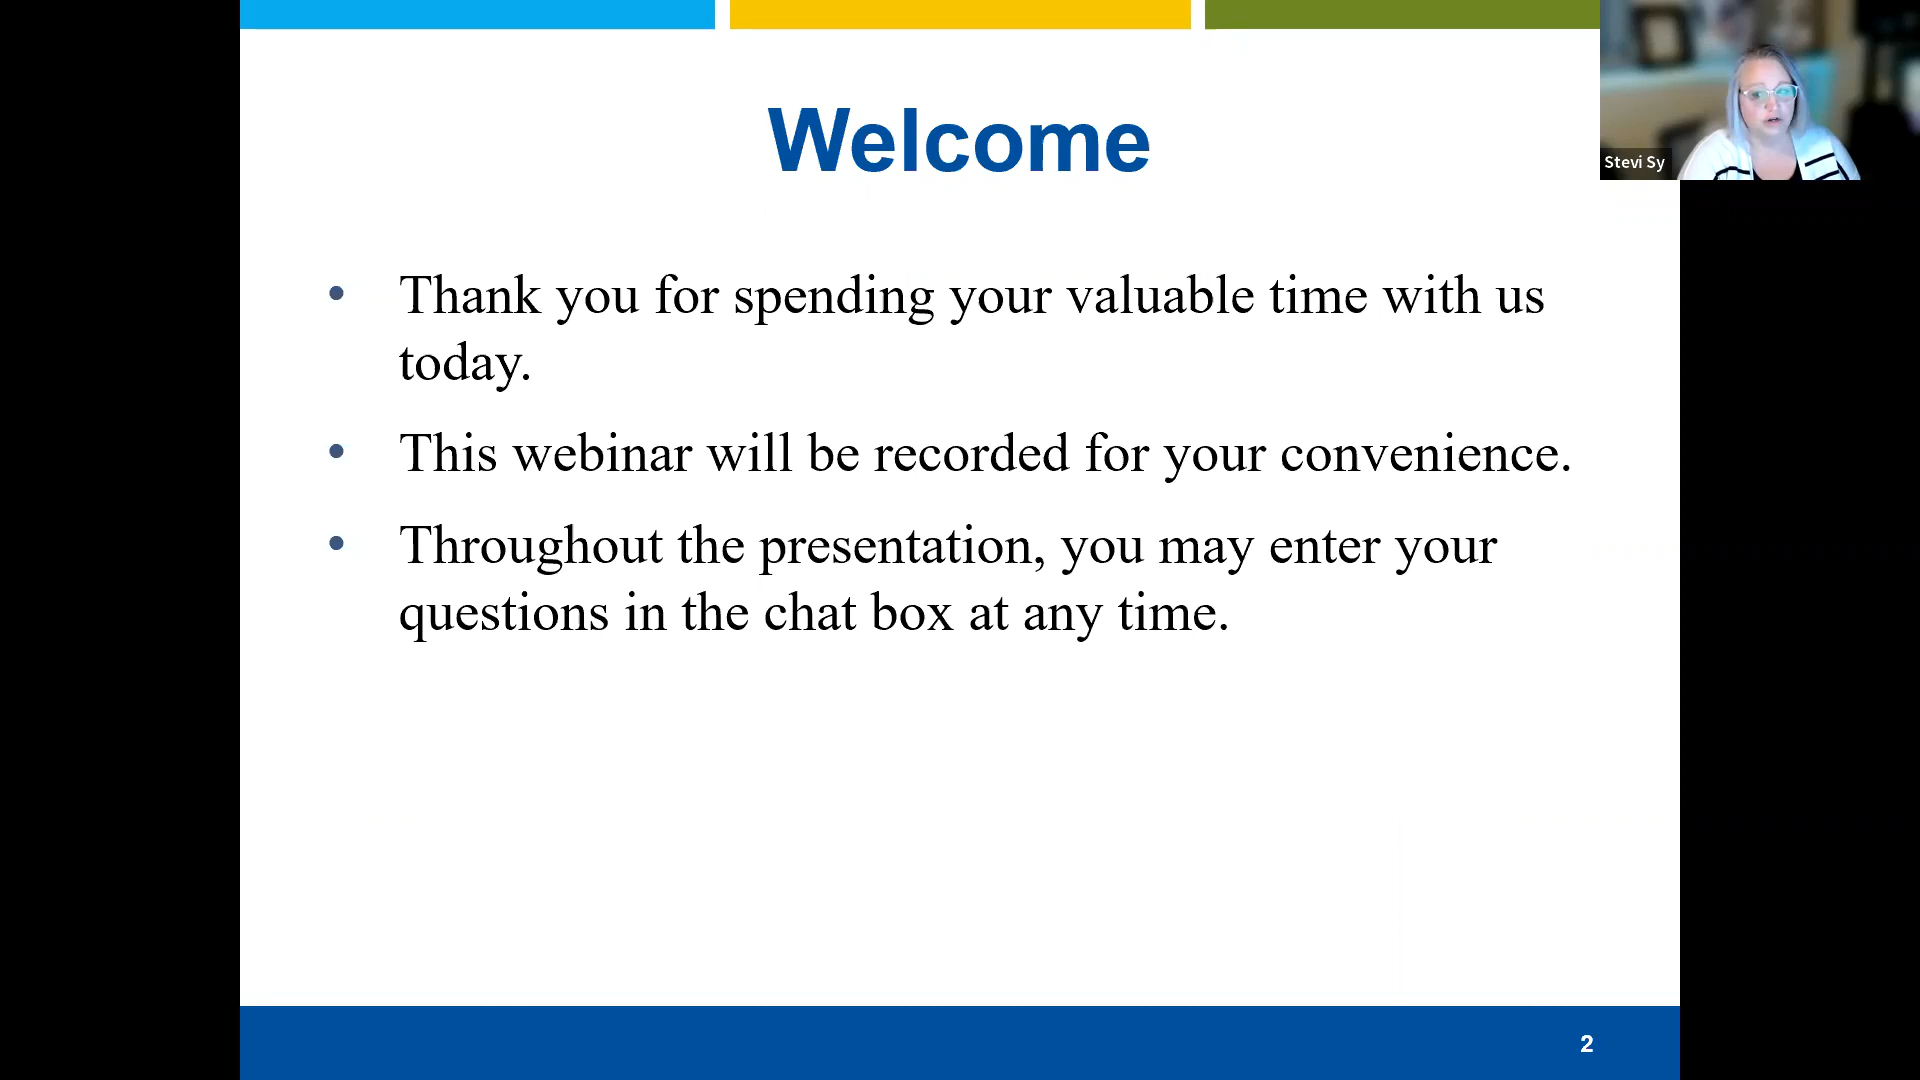 Welcome
Stevi Sy
• Thank you for spending your valuable time with us
today.
• This webinar will be recorded for your convenience.
• Throughout the presentation, you may enter your
questions in the chat box at any time.
2